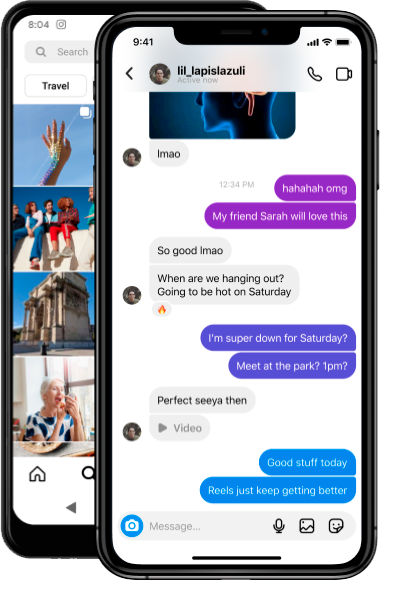 8:04
Search
Travel
9:41
lil_lapislazuli
Active now
lmao
12:34 PM
hahahah omg
My friend Sarah will love this
So good lmao
When are we hanging out?
Going to be hot on Saturday
I'm super down for Saturday?
Meet at the park? 1pm?
Perfect seeya then
Video
Good stuff today
Reels just keep getting better
Message...